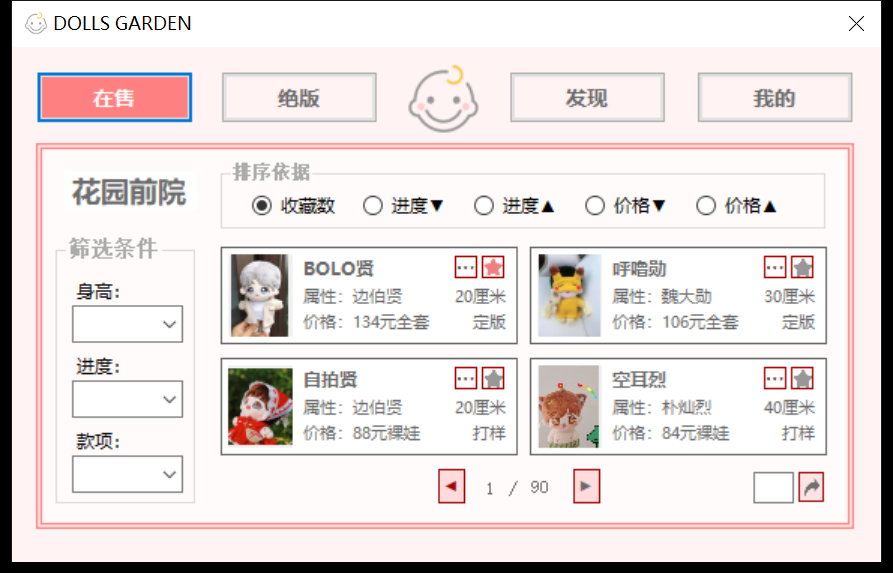 DOLLS GARDEN
在售
绝版
发现
我的
花园前院
排序依据
收藏数 进度▼ 进度▲ 价格▼ 价格▲
筛选条件
身高:
进度:
款项:
BOLO贤
属性: 边伯贤 20厘米
价格: 134元全套 定版
呼噜勋
属性: 魏大勋 30厘米
价格: 106元全套 定版
自拍贤
属性: 边伯贤 20厘米
价格: 88元裸娃 打样
空耳烈
属性: 朴灿烈 40厘米
价格: 84元裸娃 打样
1 / 90